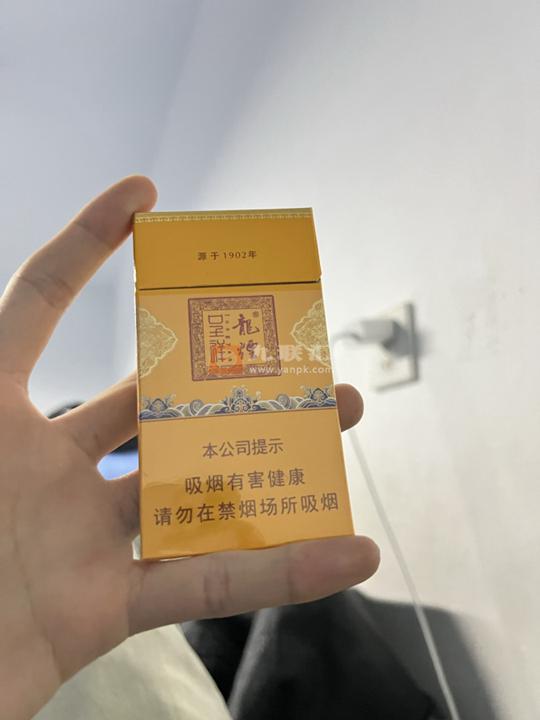 源于1902年
龍煙
呈祥
www.yanpk.com
本公司提示
吸烟有害健康
请勿在禁烟场所吸烟